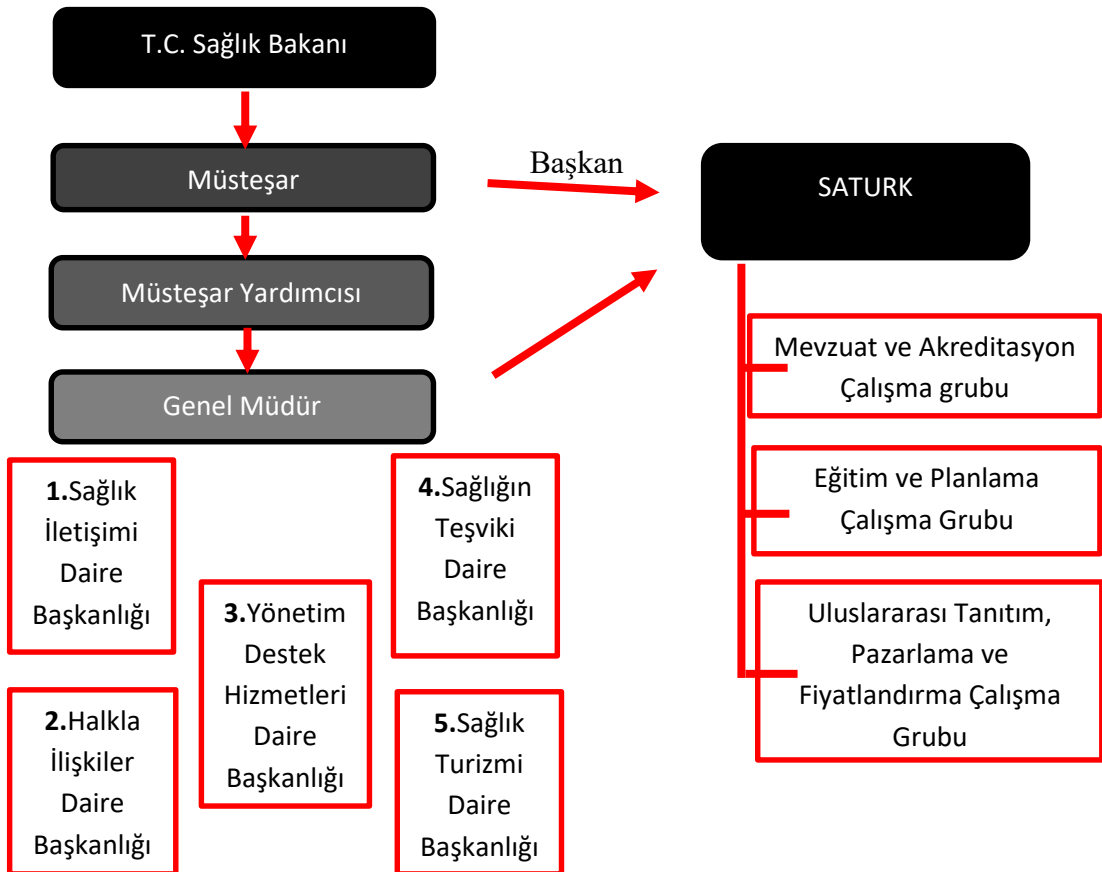 T.C. Sağlık Bakanı
Müsteşar
Başkan
SATURK
Müsteşar Yardımcısı
Genel Müdür
Mevzuat ve Akreditasyon
Çalışma grubu
Eğitim ve Planlama
Çalışma Grubu
Uluslararası Tanıtım,
Pazarlama ve
Fiyatlandırma Çalışma
Grubu
1.Sağlık
İletişimi
Daire
Başkanlığı
2.Halkla
İlişkiler
Daire
Başkanlığı
3.Yönetim
Destek
Hizmetleri
Daire
Başkanlığı
4.Sağlığın
Teşviki
Daire
Başkanlığı
5.Sağlık
Turizmi
Daire
Başkanlığı